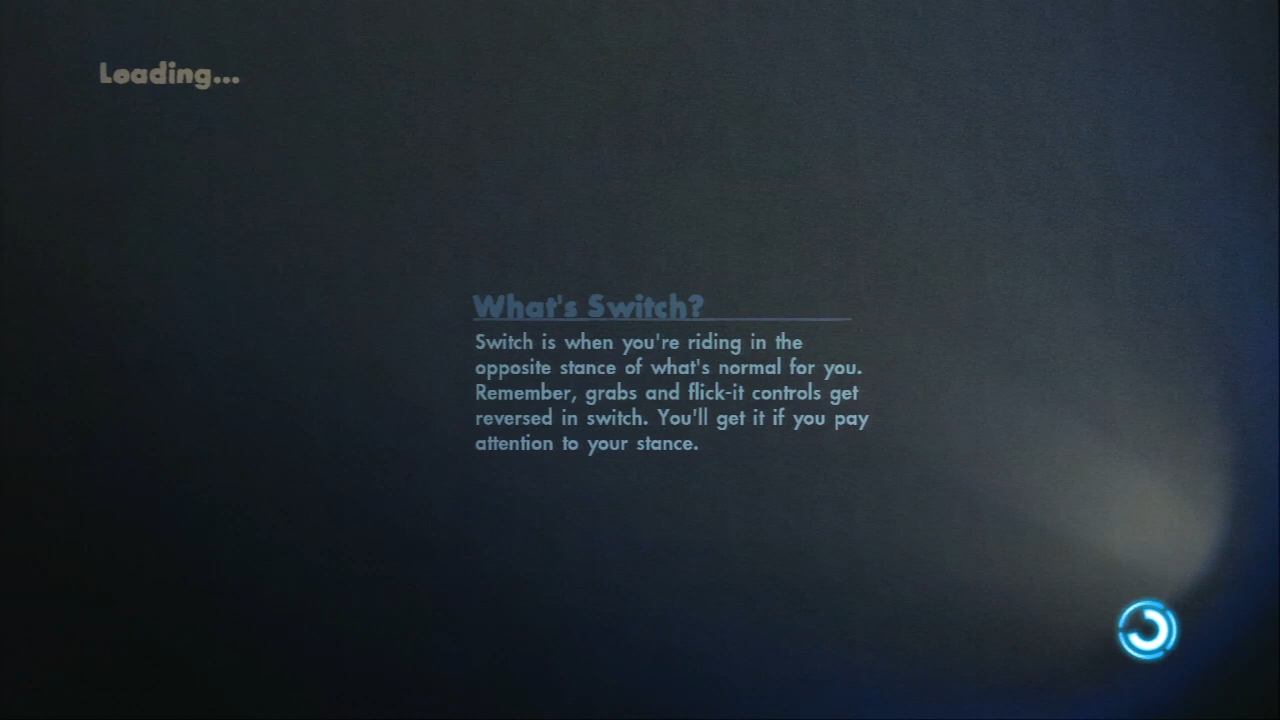 Loading...
What's Switch?
Switch is when you're riding in the
opposite stance of what's normal for you.
Remember, grabs and flick-it controls get
reversed in switch. You'll get it if you pay
attention to your stance.